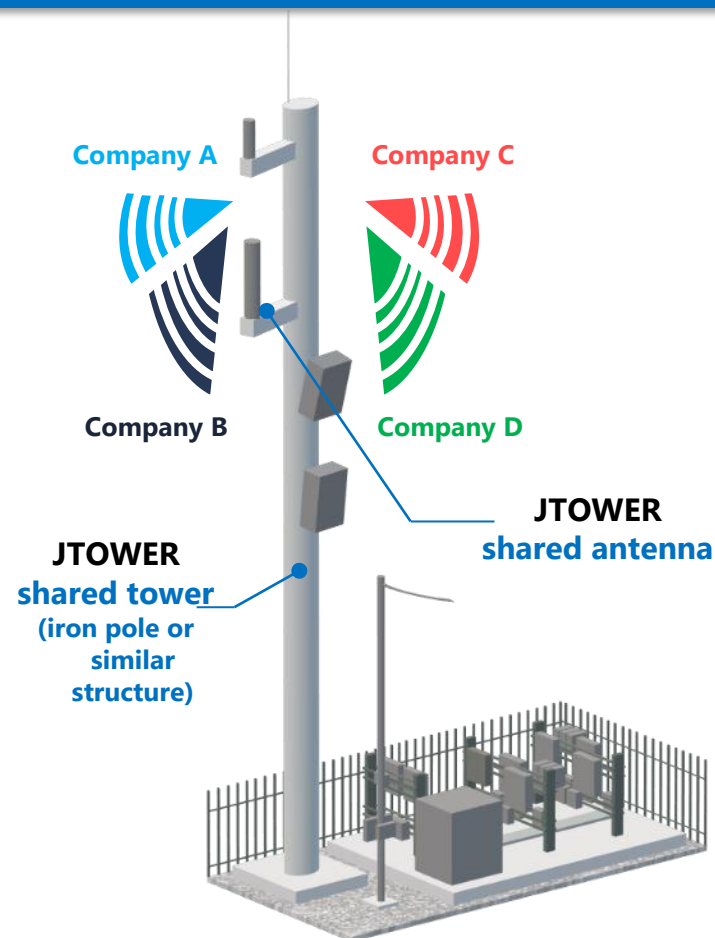 Company A
Company C
Company B
Company D
JTOWER
shared antenna
JTOWER
shared tower
(iron pole or
similar
structure)